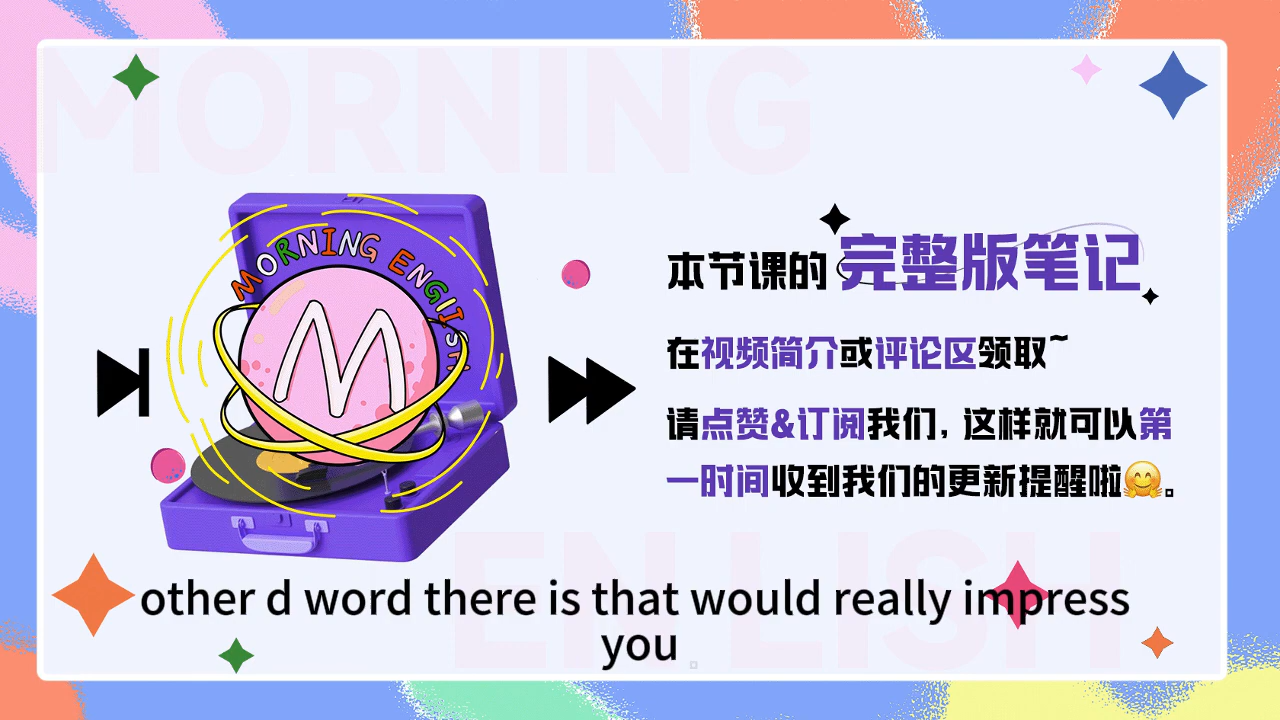 MORNING
MORNING ENGLISH
M
本节课的 完整版笔记
在视频简介或评论区领取~
请点赞&订阅我们, 这样就可以第
一时间收到我们的更新提醒啦🤗。
EN LISH
other d word there is that would really impress
you